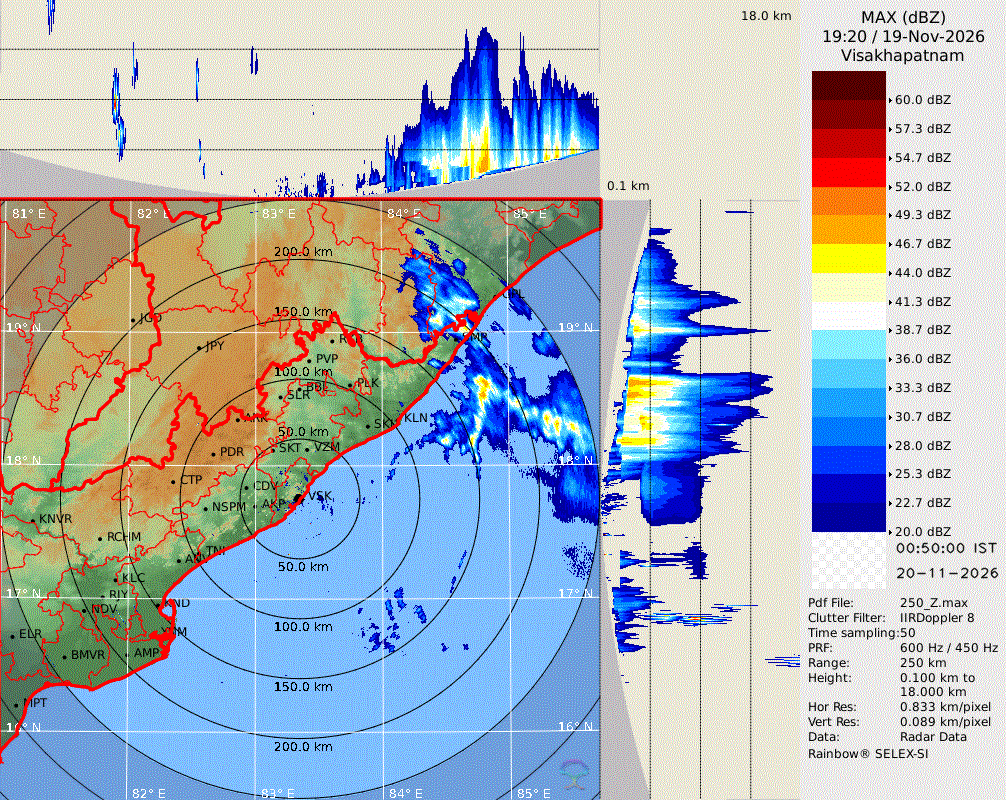 18.0 km
0.1 km
MAX (dBZ)
19:20 / 19-Nov-2026
Visakhapatnam
60.0 dBZ
57.3 dBZ
54.7 dBZ
52.0 dBZ
49.3 dBZ
46.7 dBZ
44.0 dBZ
41.3 dBZ
38.7 dBZ
36.0 dBZ
33.3 dBZ
30.7 dBZ
28.0 dBZ
25.3 dBZ
22.7 dBZ
20.0 dBZ
00:50:00 IST
20-11-2026
Pdf File: 250_Z.max
Clutter Filter: IIRDoppler 8
Time sampling:50
PRF: 600 Hz / 450 Hz
Range: 250 km
Height: 0.100 km to
18.000 km
Hor Res: 0.833 km/pixel
Vert Res: 0.089 km/pixel
Data: Radar Data
Rainbow® SELEX-SI
81° E 82° E 83° E 84° E 85° E
200.0 km
150.0 km
JGD
19° N 19° N
JPY
PVP
100.0 km
PLK
SLR
KLN
50.0 km
PDR
SKT VZM
18° N 18° N
CTP
CDV
VSK
NSPM AKP
KNVR
RCHM
TNI
50.0 km
KLC
RJY
17° N 17° N
NDV KND
100.0 km
ELR
BMVR AMP
150.0 km
MPT
16° N 16° N
200.0 km
82° E 83° E 84° E 85° E